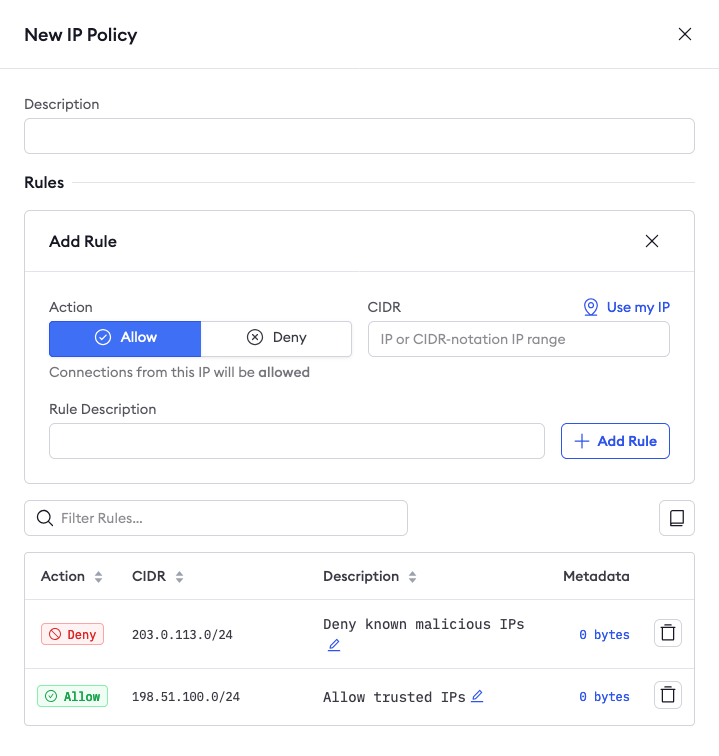 New IP Policy
Description
Rules
Add Rule
Action
CIDR
Use my IP
Allow
Deny
IP or CIDR-notation IP range
Connections from this IP will be allowed
Rule Description
Add Rule
Filter Rules...
Action CIDR Description Metadata
Deny 203.0.113.0/24 Deny known malicious IPs 0 bytes
Allow 198.51.100.0/24 Allow trusted IPs 0 bytes